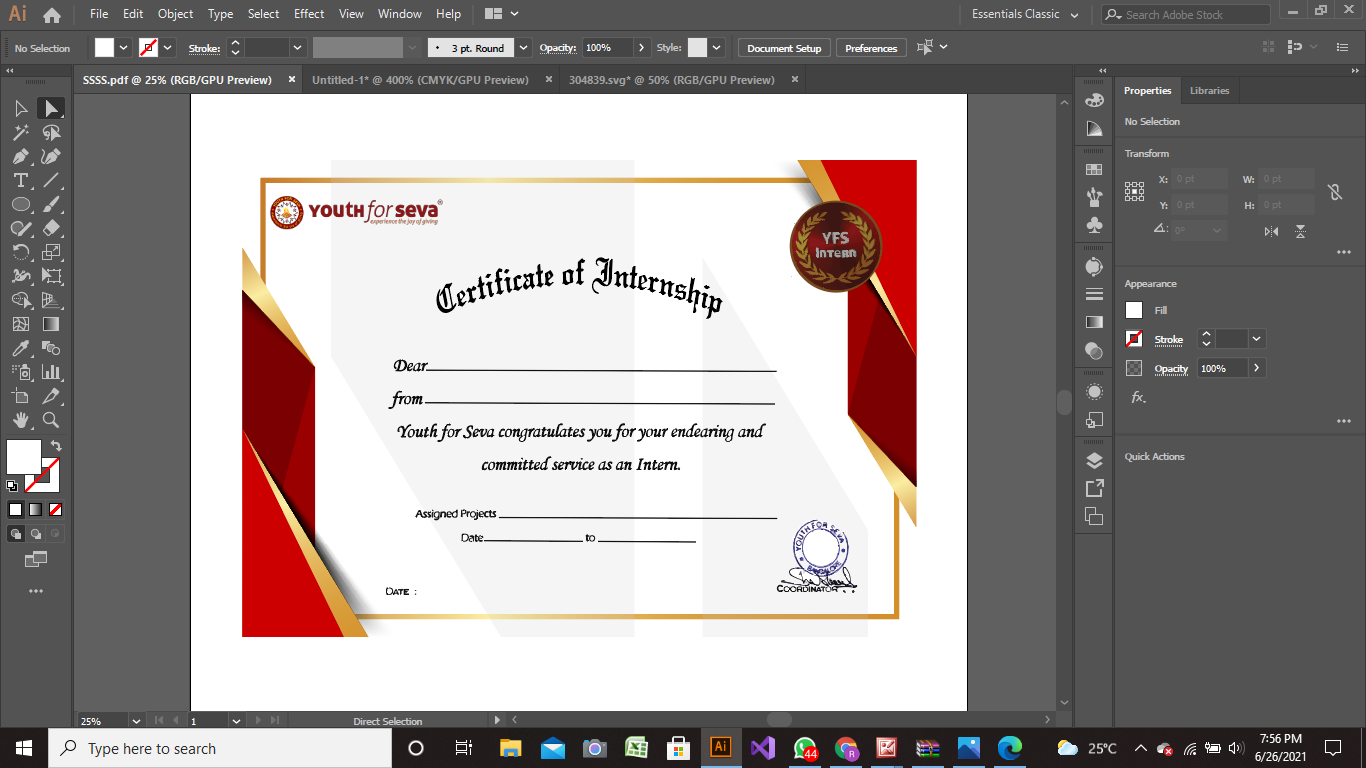 Ai File Edit Object Type Select Effect View Window Help Essentials Classic Search Adobe Stock
No Selection Stroke: 3 pt. Round Opacity: 100% Style: Document Setup Preferences
SSSS.pdf @ 25% (RGB/GPU Preview) × Untitled-1* @ 400% (CMYK/GPU Preview) × 304839.svg* @ 50% (RGB/GPU Preview) ×
YOUTH for SEVA®
experience the joy of giving
YFS
INTERN
Certificate of Internship
Dear
from
Youth for Seva congratulates you for your endearing and
committed service as an Intern.
Assigned Projects
Date to
YOUTH FOR SEVA
BANGALORE
COORDINATOR
DATE :
Properties Libraries
No Selection
Transform
X: 0 pt W: 0 pt
Y: 0 pt H: 0 pt
0°
Appearance
Fill
Stroke
Opacity 100%
fx.
Quick Actions
25% 1 Direct Selection
Type here to search
Ai 44 R 25°C 7:56 PM
6/26/2021